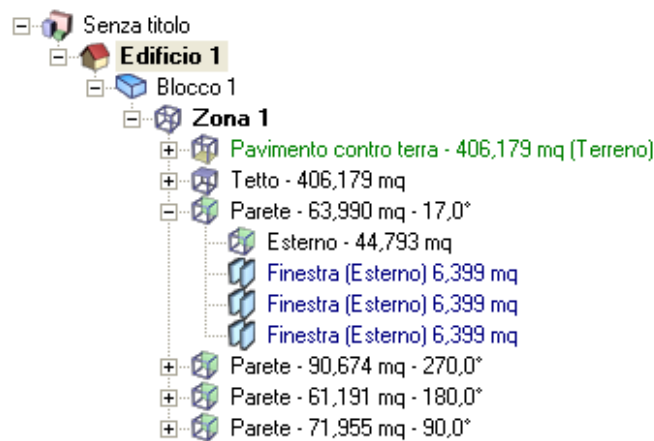 Senza titolo
Edificio 1
Blocco 1
Zona 1
Pavimento contro terra - 406,179 mq (Terreno)
Tetto - 406,179 mq
Parete - 63,990 mq - 17,0°
Esterno - 44,793 mq
Finestra (Esterno) 6,399 mq
Finestra (Esterno) 6,399 mq
Finestra (Esterno) 6,399 mq
Parete - 90,674 mq - 270,0°
Parete - 61,191 mq - 180,0°
Parete - 71,955 mq - 90,0°